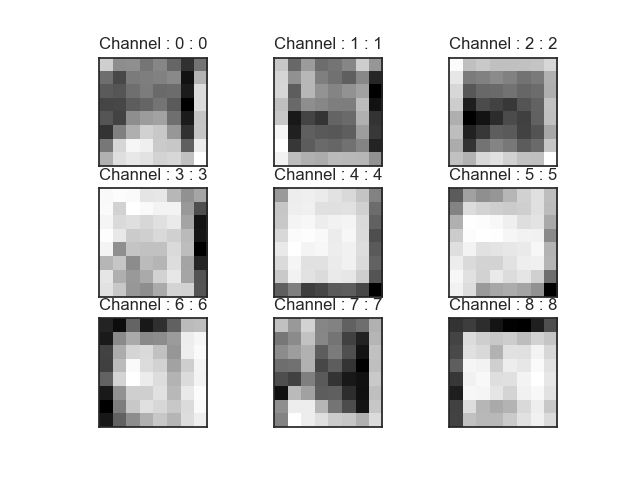 Channel : 0 : 0
Channel : 1 : 1
Channel : 2 : 2
Channel : 3 : 3
Channel : 4 : 4
Channel : 5 : 5
Channel : 6 : 6
Channel : 7 : 7
Channel : 8 : 8